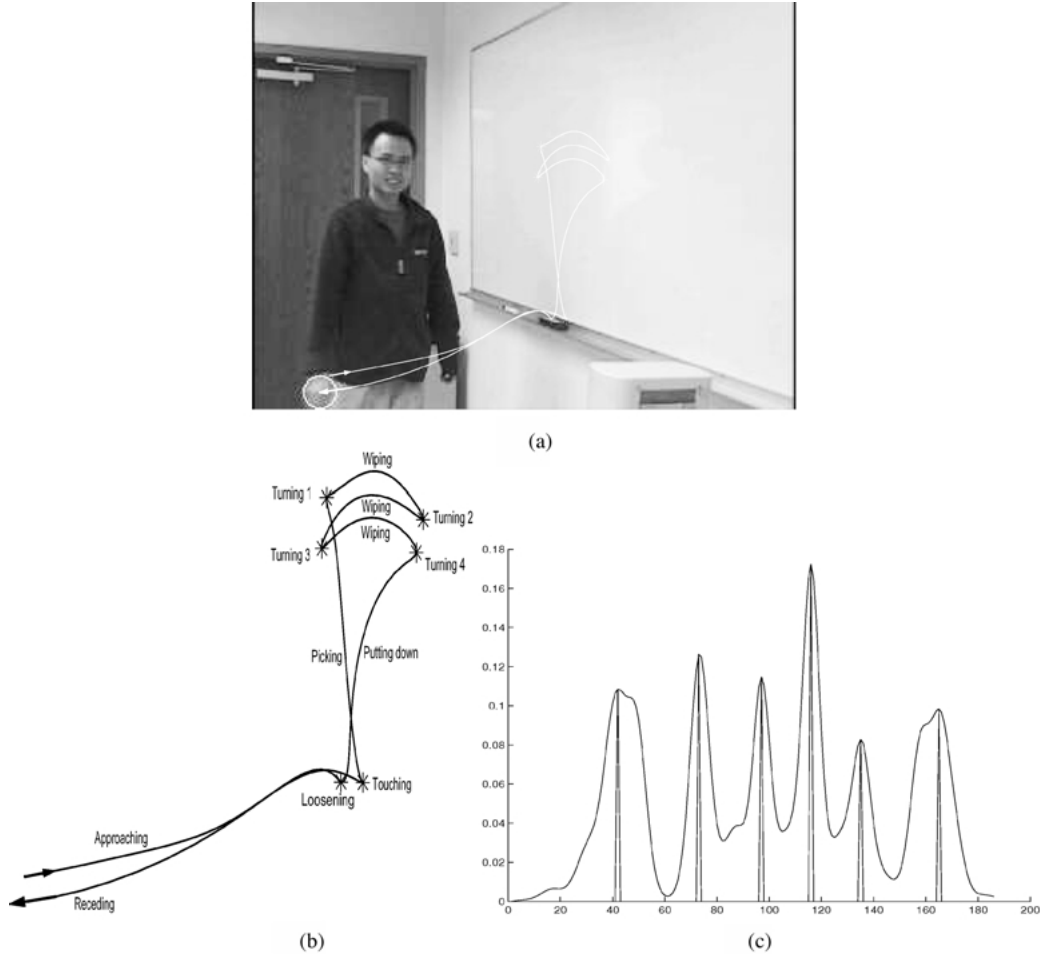 (a)
Wiping
Turning 1
Wiping
Turning 2
Wiping
Turning 3
Turning 4
Picking
Putting down
Touching
Loosening
Approaching
Receding
(b)
0.18
0.16
0.14
0.12
0.1
0.08
0.06
0.04
0.02
0
0 20 40 60 80 100 120 140 160 180 200
(c)